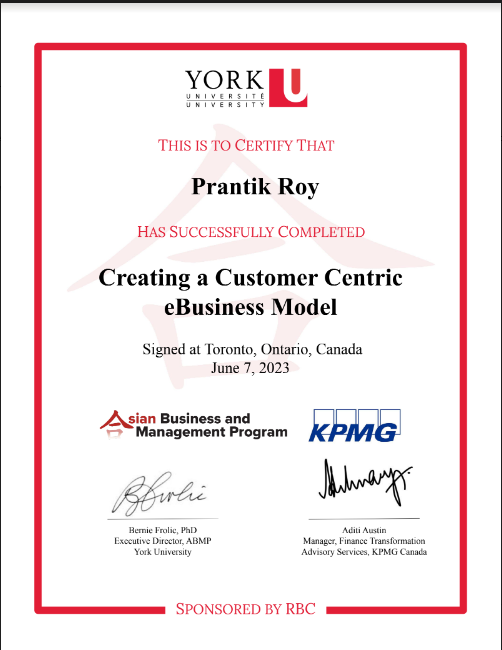 YORK U
UNIVERSITÉ
UNIVERSITY
THIS IS TO CERTIFY THAT
Prantik Roy
HAS SUCCESSFULLY COMPLETED
Creating a Customer Centric
eBusiness Model
Signed at Toronto, Ontario, Canada
June 7, 2023
Asian Business and
Management Program
KPMG
Bernie Frolic, PhD
Executive Director, ABMP
York University
Aditi Austin
Manager, Finance Transformation
Advisory Services, KPMG Canada
SPONSORED BY RBC